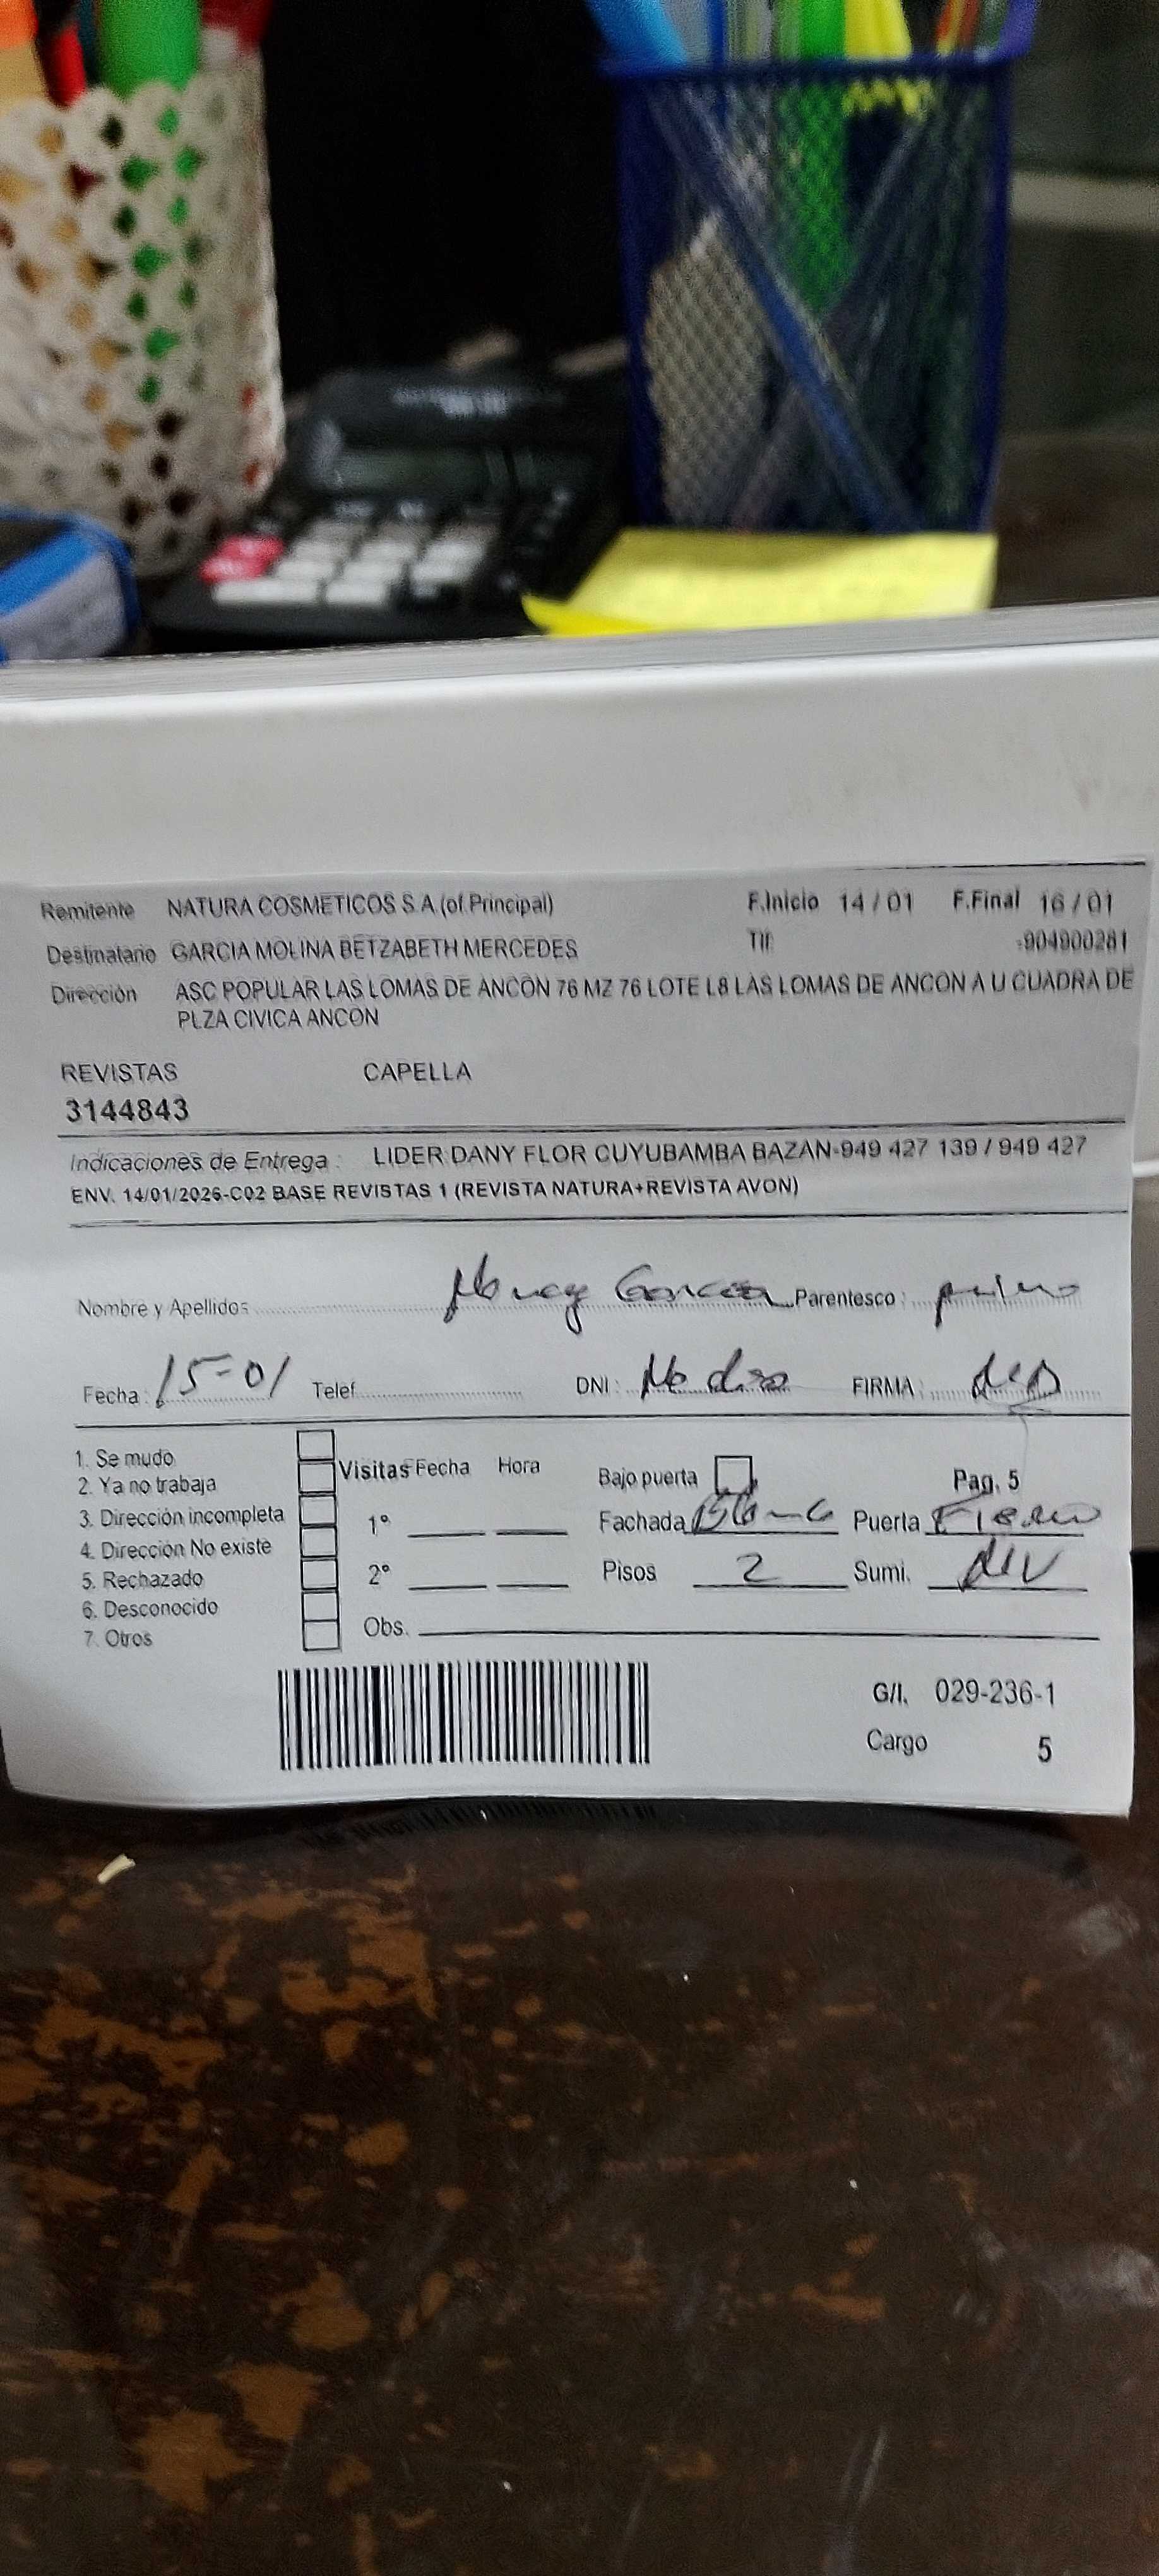 Remitente NATURA COSMETICOS S.A.(of.Principal) F.Inicio 14 / 01 F.Final 16 / 01
Destinatario GARCIA MOLINA BETZABETH MERCEDES Tlf: -904900281
Dirección ASC POPULAR LAS LOMAS DE ANCON 76 MZ 76 LOTE L8 LAS LOMAS DE ANCON A U CUADRA DE
PLZA CIVICA ANCON
REVISTAS CAPELLA
3144843
Indicaciones de Entrega : LIDER:DANY FLOR CUYUBAMBA BAZAN-949 427 139 / 949 427
ENV. 14/01/2026-C02 BASE REVISTAS 1 (REVISTA NATURA+REVISTA AVON)
Nombre y Apellidos Garcia Parentesco : primo
Fecha : 15-01 Telef DNI : No dio FIRMA :
1. Se mudo
2. Ya no trabaja Visitas Fecha Hora Bajo puerta Pag. 5
3. Dirección incompleta 1° Fachada Blanca Puerta Fierro
4. Dirección No existe
5. Rechazado 2° Pisos 2 Sumi.
6. Desconocido
7. Otros Obs.
G/I. 029-236-1
Cargo 5